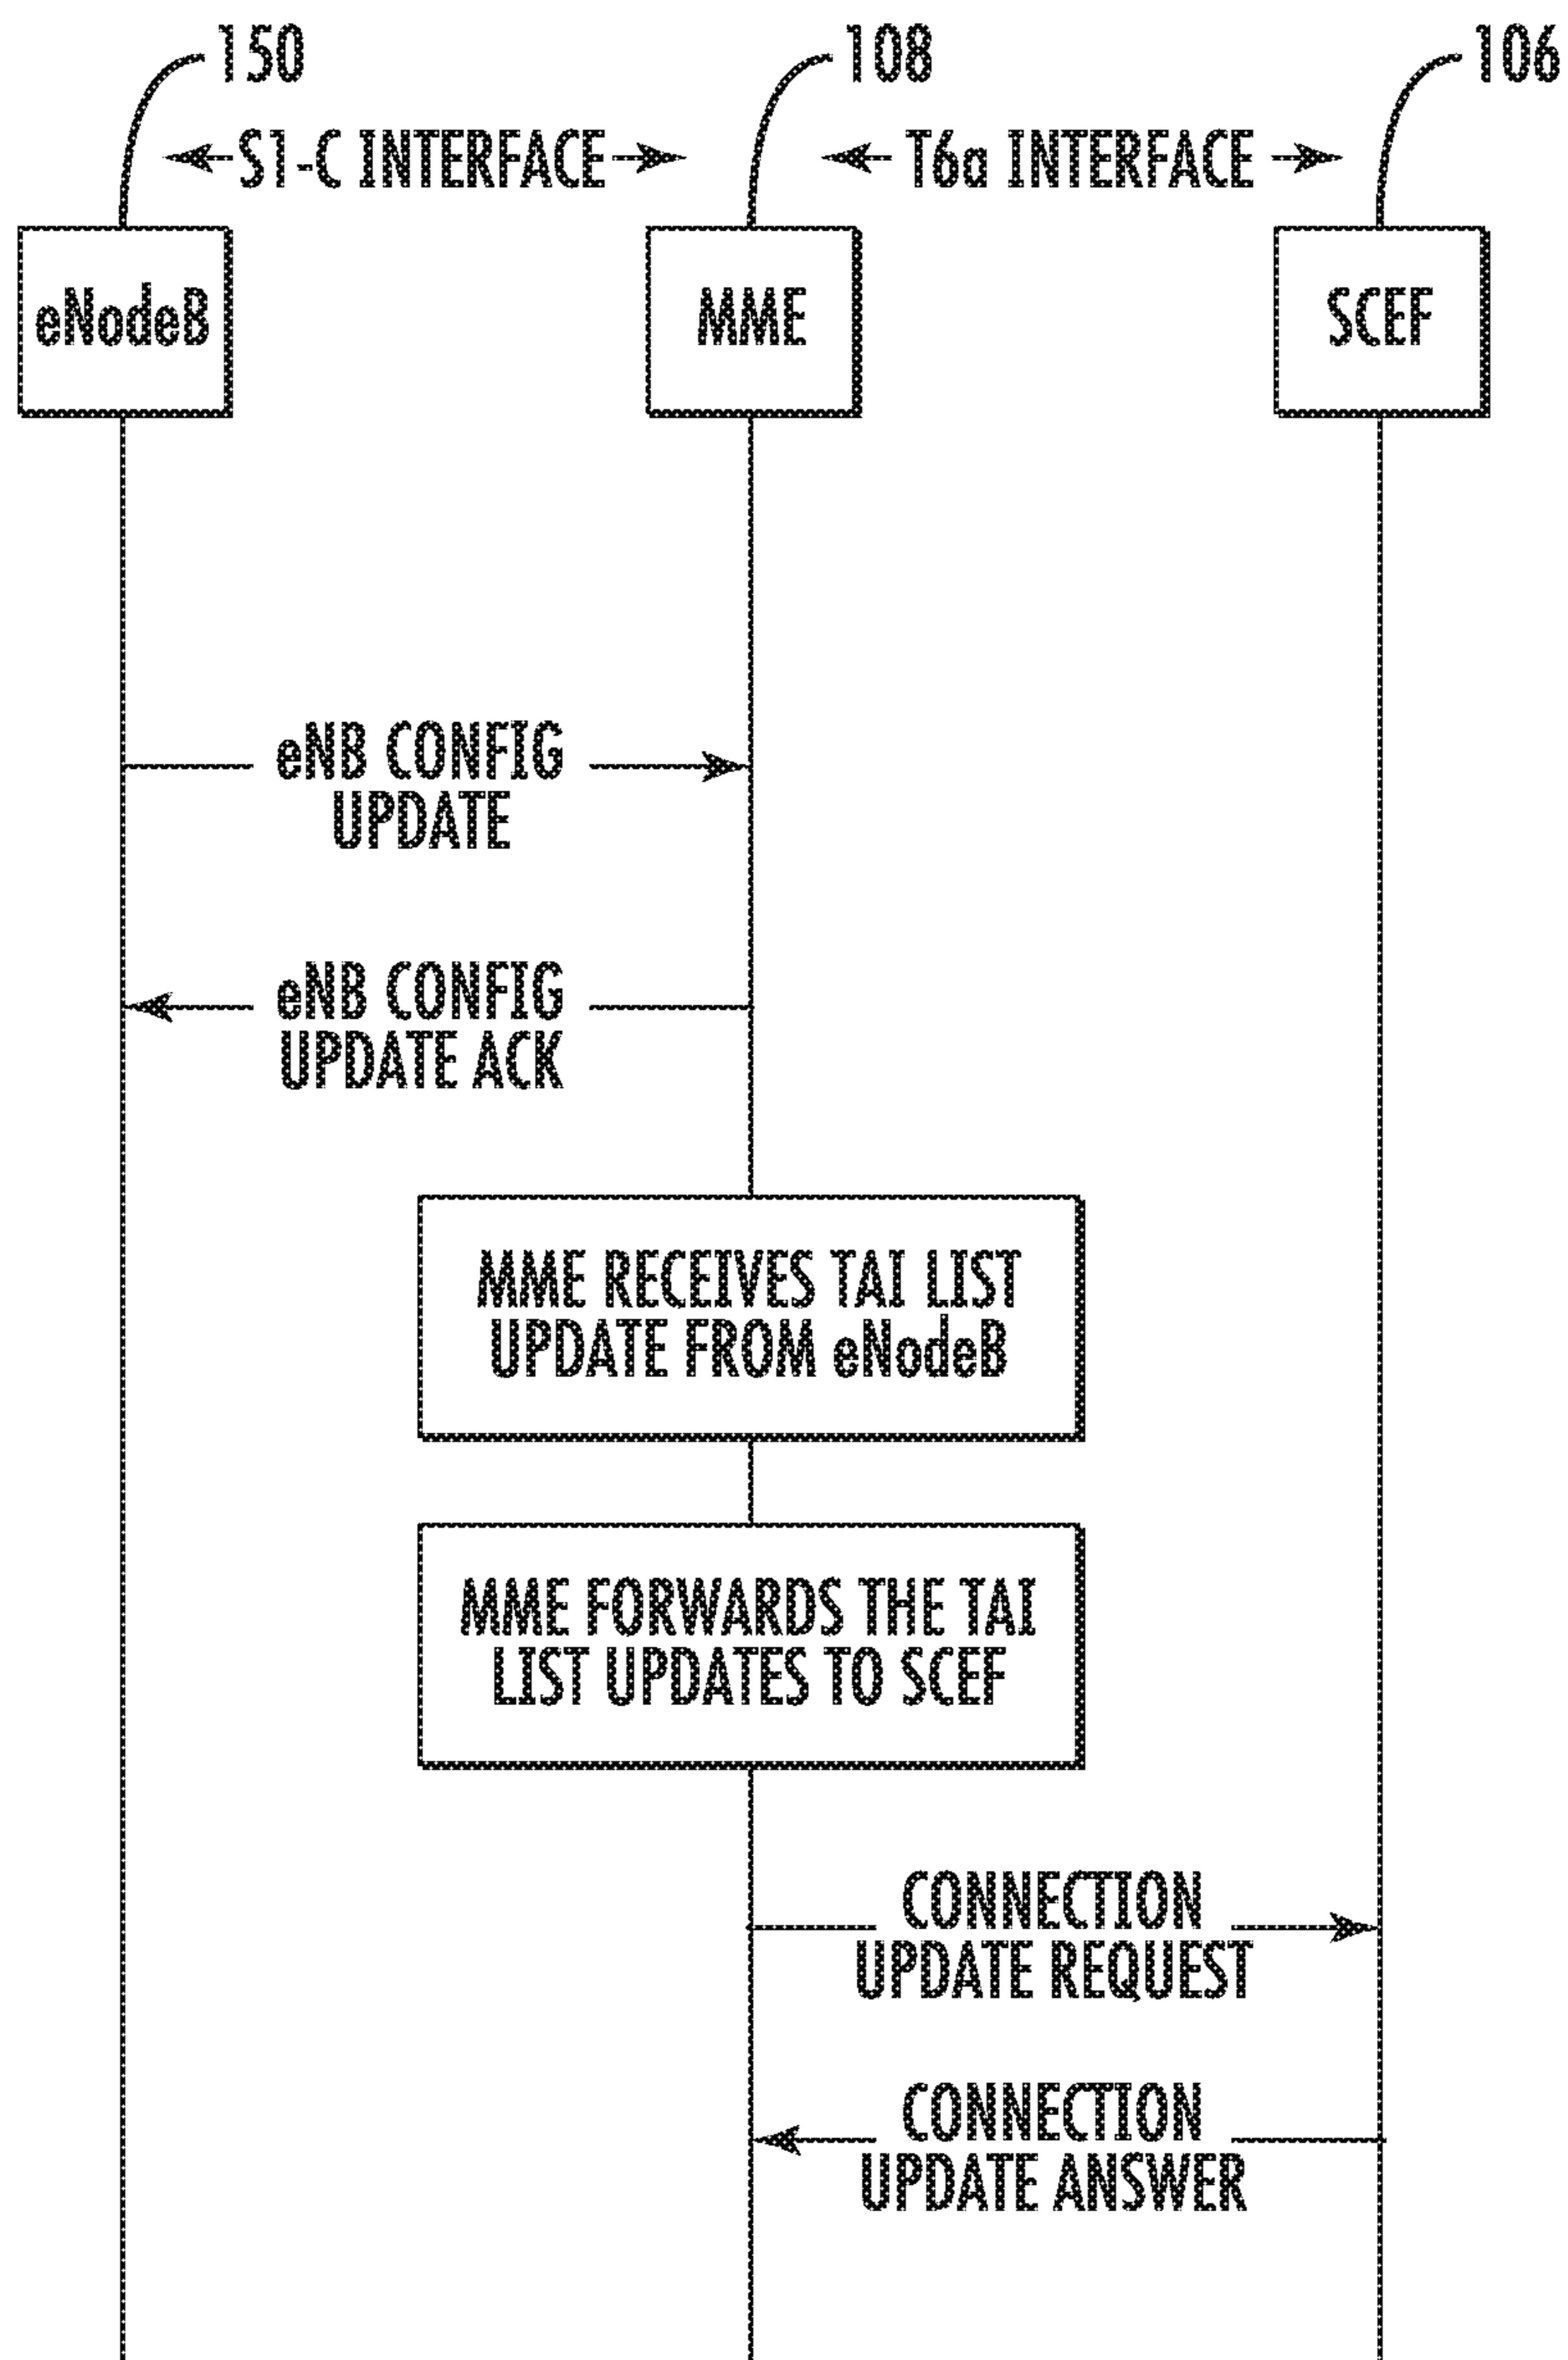 150
108
106
S1-C INTERFACE
T6a INTERFACE
eNodeB
MME
SCEF
eNB CONFIG
UPDATE
eNB CONFIG
UPDATE ACK
MME RECEIVES TAI LIST
UPDATE FROM eNodeB
MME FORWARDS THE TAI
LIST UPDATES TO SCEF
CONNECTION
UPDATE REQUEST
CONNECTION
UPDATE ANSWER